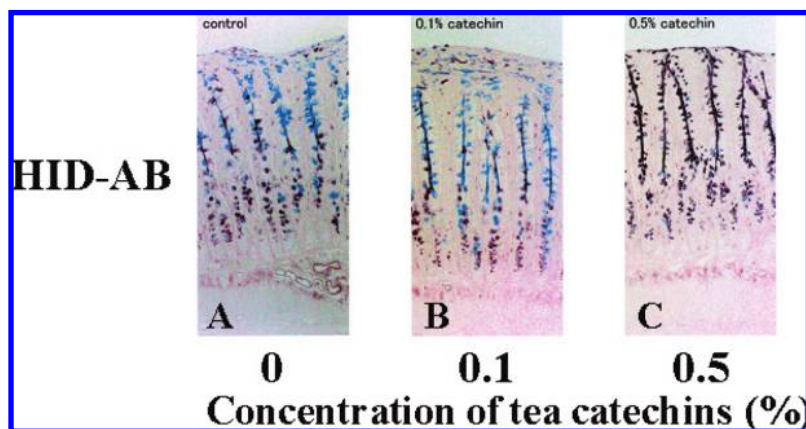 control
0.1% catechin
0.5% catechin
HID-AB
A
B
C
0
0.1
0.5
Concentration of tea catechins (%)